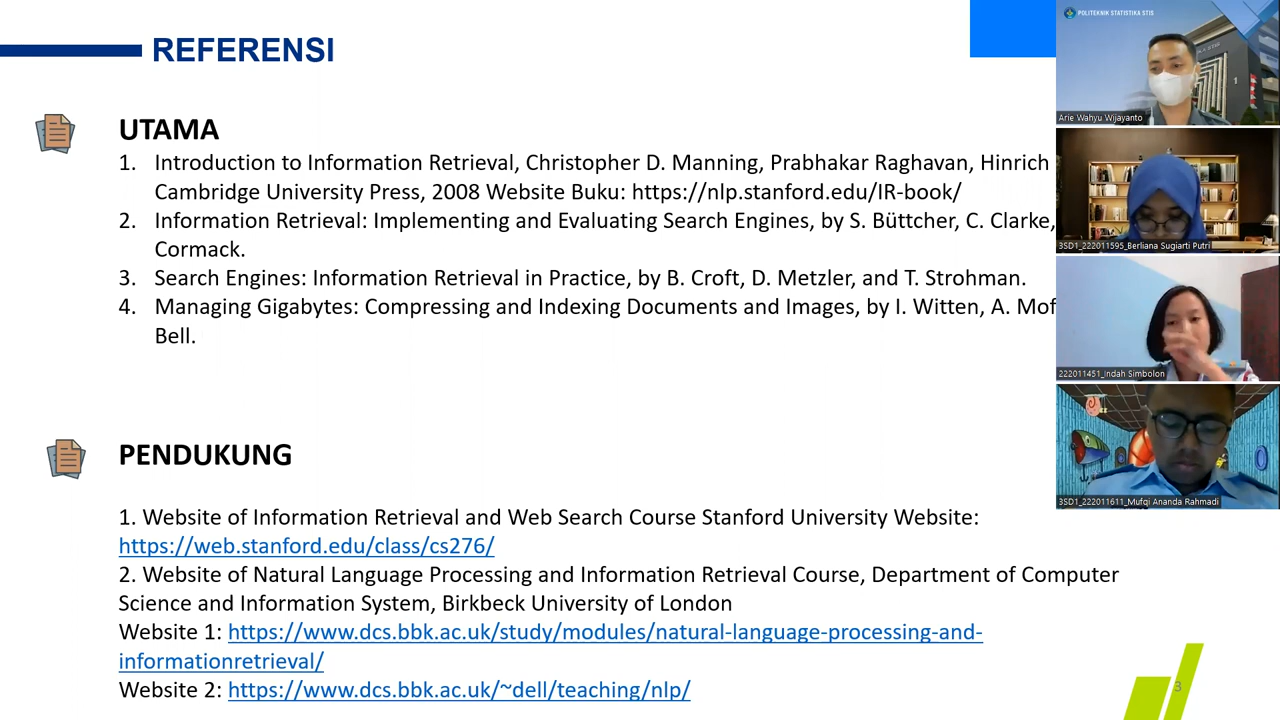 REFERENSI
UTAMA
1. Introduction to Information Retrieval, Christopher D. Manning, Prabhakar Raghavan, Hinrich
Cambridge University Press, 2008 Website Buku: https://nlp.stanford.edu/IR-book/
2. Information Retrieval: Implementing and Evaluating Search Engines, by S. Büttcher, C. Clarke,
Cormack.
3. Search Engines: Information Retrieval in Practice, by B. Croft, D. Metzler, and T. Strohman.
4. Managing Gigabytes: Compressing and Indexing Documents and Images, by I. Witten, A. Mof
Bell.
PENDUKUNG
1. Website of Information Retrieval and Web Search Course Stanford University Website:
https://web.stanford.edu/class/cs276/
2. Website of Natural Language Processing and Information Retrieval Course, Department of Computer
Science and Information System, Birkbeck University of London
Website 1: https://www.dcs.bbk.ac.uk/study/modules/natural-language-processing-and-
informationretrieval/
Website 2: https://www.dcs.bbk.ac.uk/~dell/teaching/nlp/
3
POLITEKNIK STATISTIKA STIS
Arie Wahyu Wijayanto
3SD1_222011595_Berliana Sugiarti Putri
222011451_Indah Simbolon
3SD1_222011611_Mufqi Ananda Rahmadi